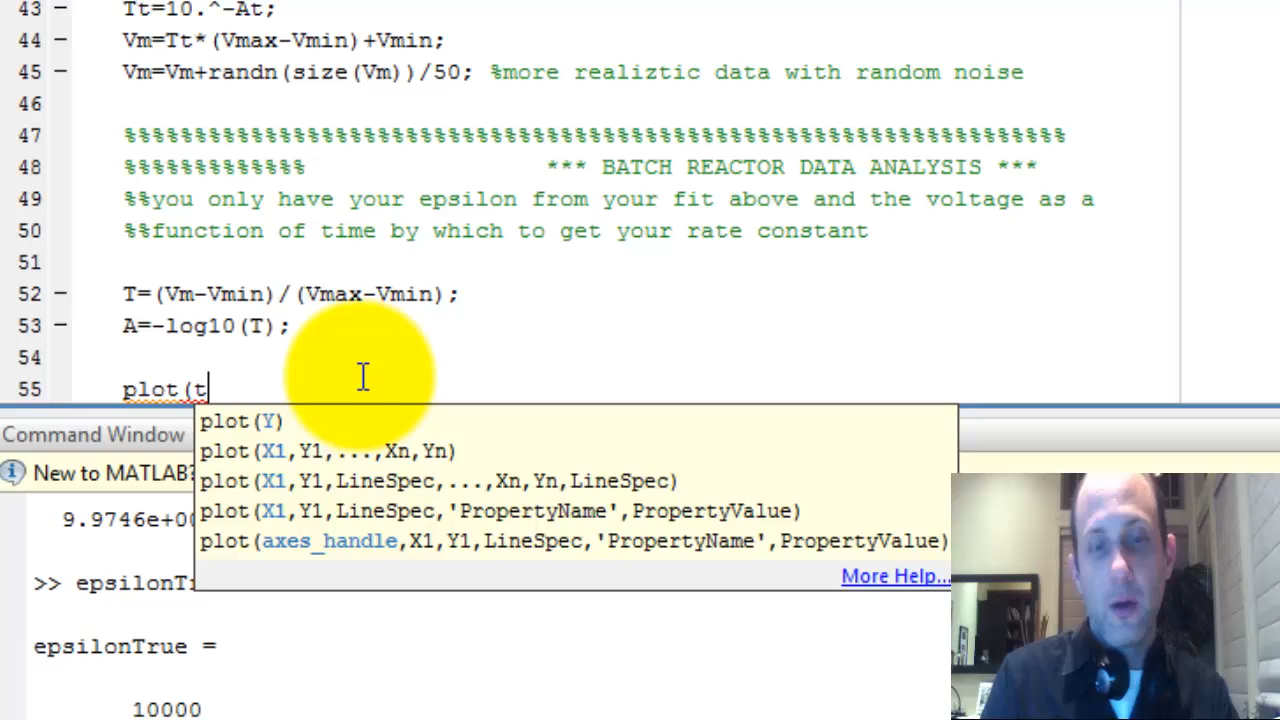 43 – Tt=10.^-At;
44 – Vm=Tt*(Vmax-Vmin)+Vmin;
45 – Vm=Vm+randn(size(Vm))/50; %more realiztic data with random noise
46
47 %%%%%%%%%%%%%%%%%%%%%%%%%%%%%%%%%%%%%%%%%%%%%%%%%%%%%%%%%%%%%%%%%%%
48 %%%%%%%%%%%%% *** BATCH REACTOR DATA ANALYSIS ***
49 %%you only have your epsilon from your fit above and the voltage as a
50 %%function of time by which to get your rate constant
51
52 – T=(Vm-Vmin)/(Vmax-Vmin);
53 – A=-log10(T);
54
55 plot(t
plot(Y)
plot(X1,Y1,...,Xn,Yn)
plot(X1,Y1,LineSpec,...,Xn,Yn,LineSpec)
plot(X1,Y1,LineSpec,'PropertyName',PropertyValue)
plot(axes_handle,X1,Y1,LineSpec,'PropertyName',PropertyValue)
More Help...
Command Window
New to MATLAB?
9.9746e+00
>> epsilonT
epsilonTrue =
10000